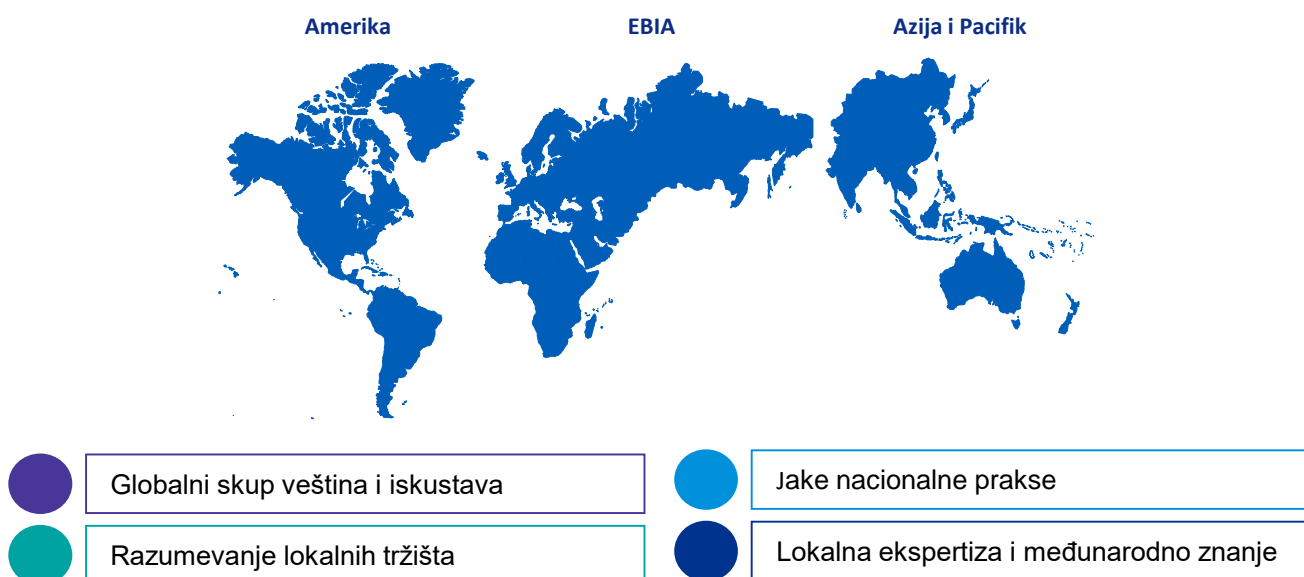 Amerika
EBIA
Azija i Pacifik
Globalni skup veština i iskustava
Jake nacionalne prakse
Razumevanje lokalnih tržišta
Lokalna ekspertiza i međunarodno znanje